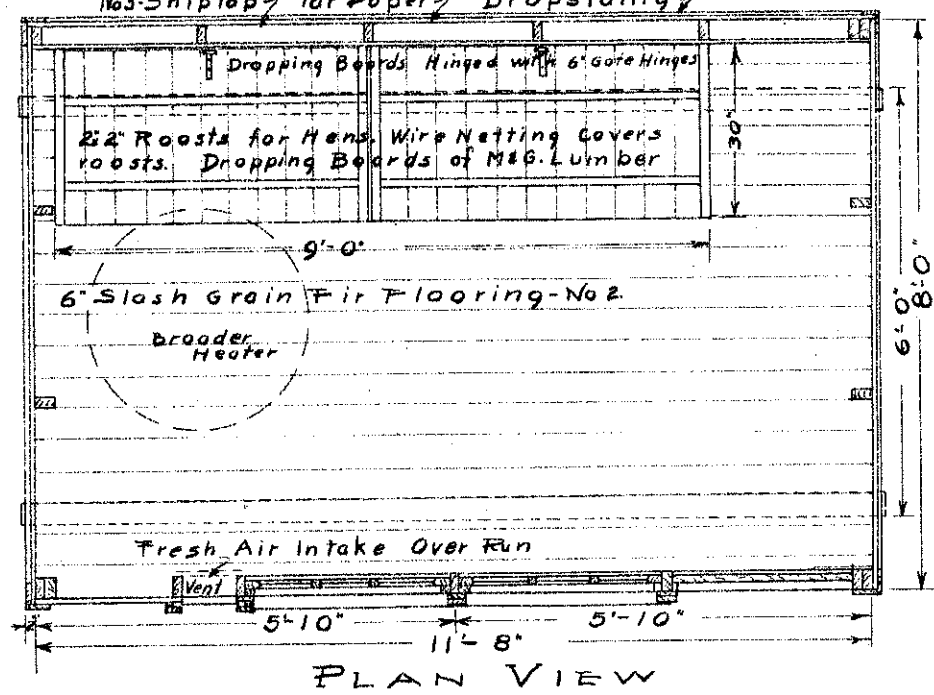 No3-Shiplap Tar Paper Dropsiding
Dropping Boards Hinged with 6" Gate Hinges
2"x2" Roosts for Hens. Wire Netting Covers
roosts. Dropping Boards of M&G. Lumber
30"
9'-0"
6" Slash Grain Fir Flooring-No 2.
Brooder
Heater
6'-0"
8'-0"
Fresh Air Intake Over Run
Vent
5'-10"
5'-10"
11'-8"
PLAN VIEW